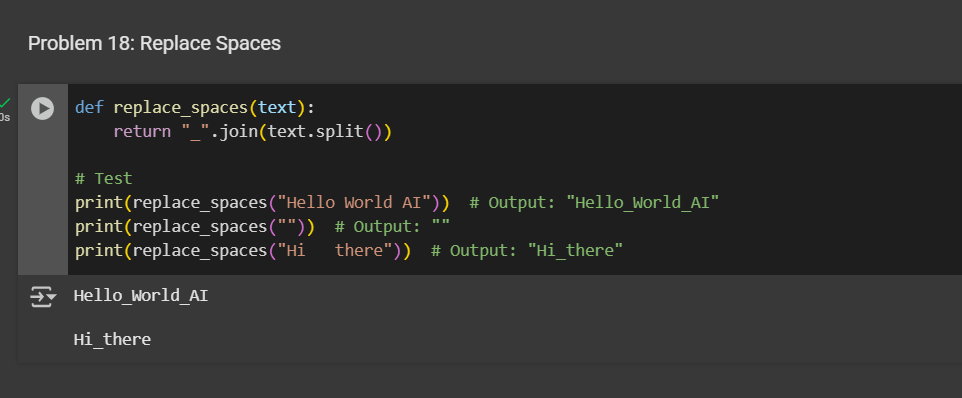 Problem 18: Replace Spaces
def replace_spaces(text):
    return "_".join(text.split())
# Test
print(replace_spaces("Hello World AI"))  # Output: "Hello_World_AI"
print(replace_spaces(""))  # Output: ""
print(replace_spaces("Hi   there"))  # Output: "Hi_there"
0s
Hello_World_AI
Hi_there